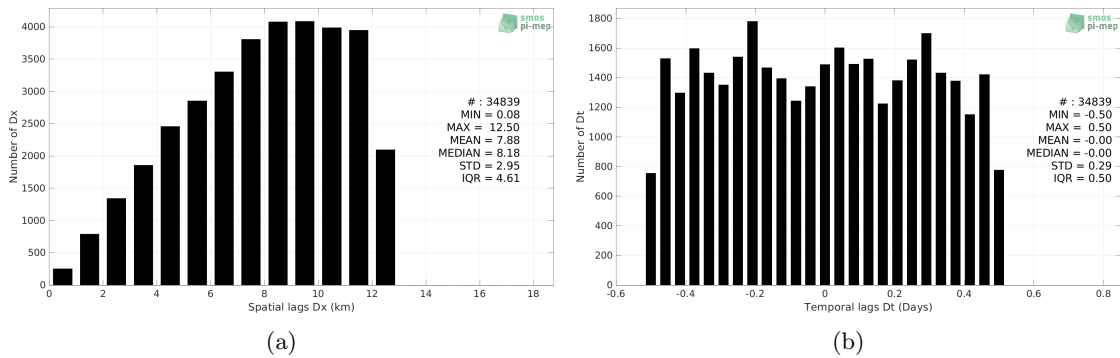 smos
pi-mep
4000
3500
3000
2500
2000
1500
1000
500
0
Number of Dx
# : 34839
MIN = 0.08
MAX = 12.50
MEAN = 7.88
MEDIAN = 8.18
STD = 2.95
IQR = 4.61
0 2 4 6 8 10 12 14 16 18
Spatial lags Dx (km)
(a)
smos
pi-mep
1800
1600
1400
1200
1000
800
600
400
200
0
Number of Dt
# : 34839
MIN = -0.50
MAX = 0.50
MEAN = -0.00
MEDIAN = -0.00
STD = 0.29
IQR = 0.50
-0.6 -0.4 -0.2 0 0.2 0.4 0.6 0.8
Temporal lags Dt (Days)
(b)